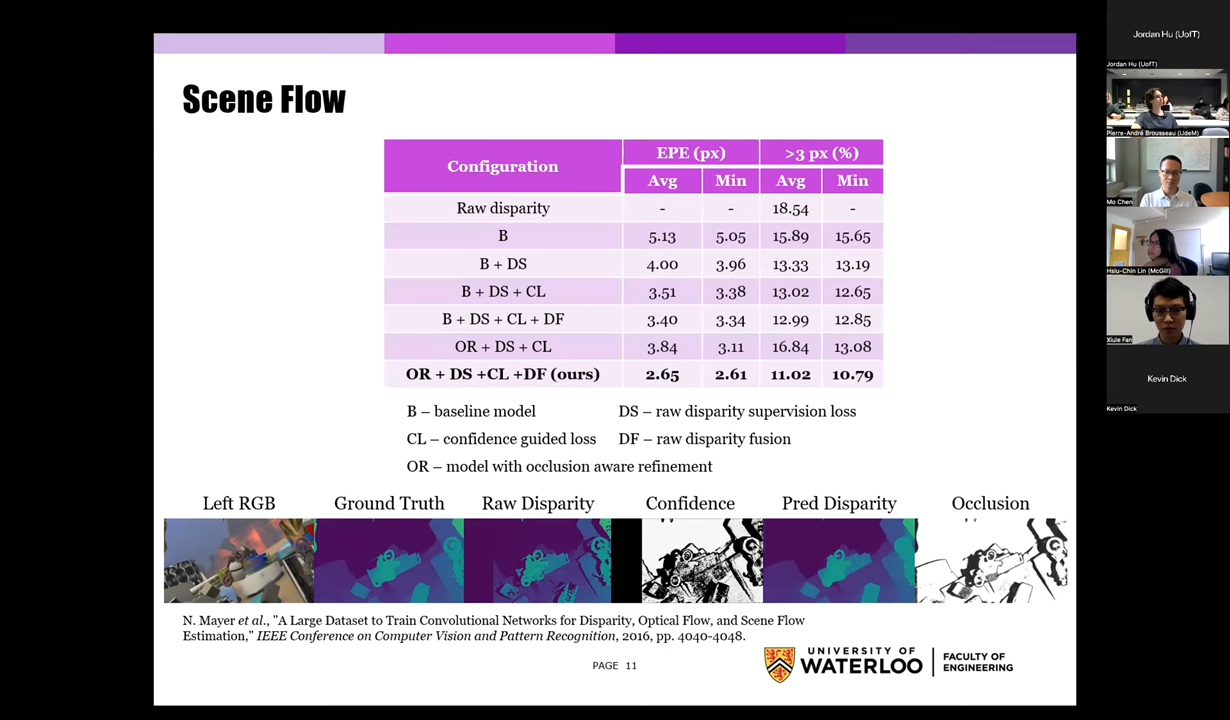 Scene Flow
Configuration EPE (px) >3 px (%)
Avg Min Avg Min
Raw disparity - - 18.54 -
B 5.13 5.05 15.89 15.65
B + DS 4.00 3.96 13.33 13.19
B + DS + CL 3.51 3.38 13.02 12.65
B + DS + CL + DF 3.40 3.34 12.99 12.85
OR + DS + CL 3.84 3.11 16.84 13.08
OR + DS +CL +DF (ours) 2.65 2.61 11.02 10.79
B – baseline model DS – raw disparity supervision loss
CL – confidence guided loss DF – raw disparity fusion
OR – model with occlusion aware refinement
Left RGB Ground Truth Raw Disparity Confidence Pred Disparity Occlusion
N. Mayer et al., "A Large Dataset to Train Convolutional Networks for Disparity, Optical Flow, and Scene Flow
Estimation," IEEE Conference on Computer Vision and Pattern Recognition, 2016, pp. 4040-4048.
PAGE 11
UNIVERSITY OF
WATERLOO
FACULTY OF
ENGINEERING
Jordan Hu (UofT)
Jordan Hu (UofT)
Pierre-André Brousseau (UdeM)
Mo Chen
Hsiu-Chin Lin (McGill)
Xiule Fan
Kevin Dick
Kevin Dick